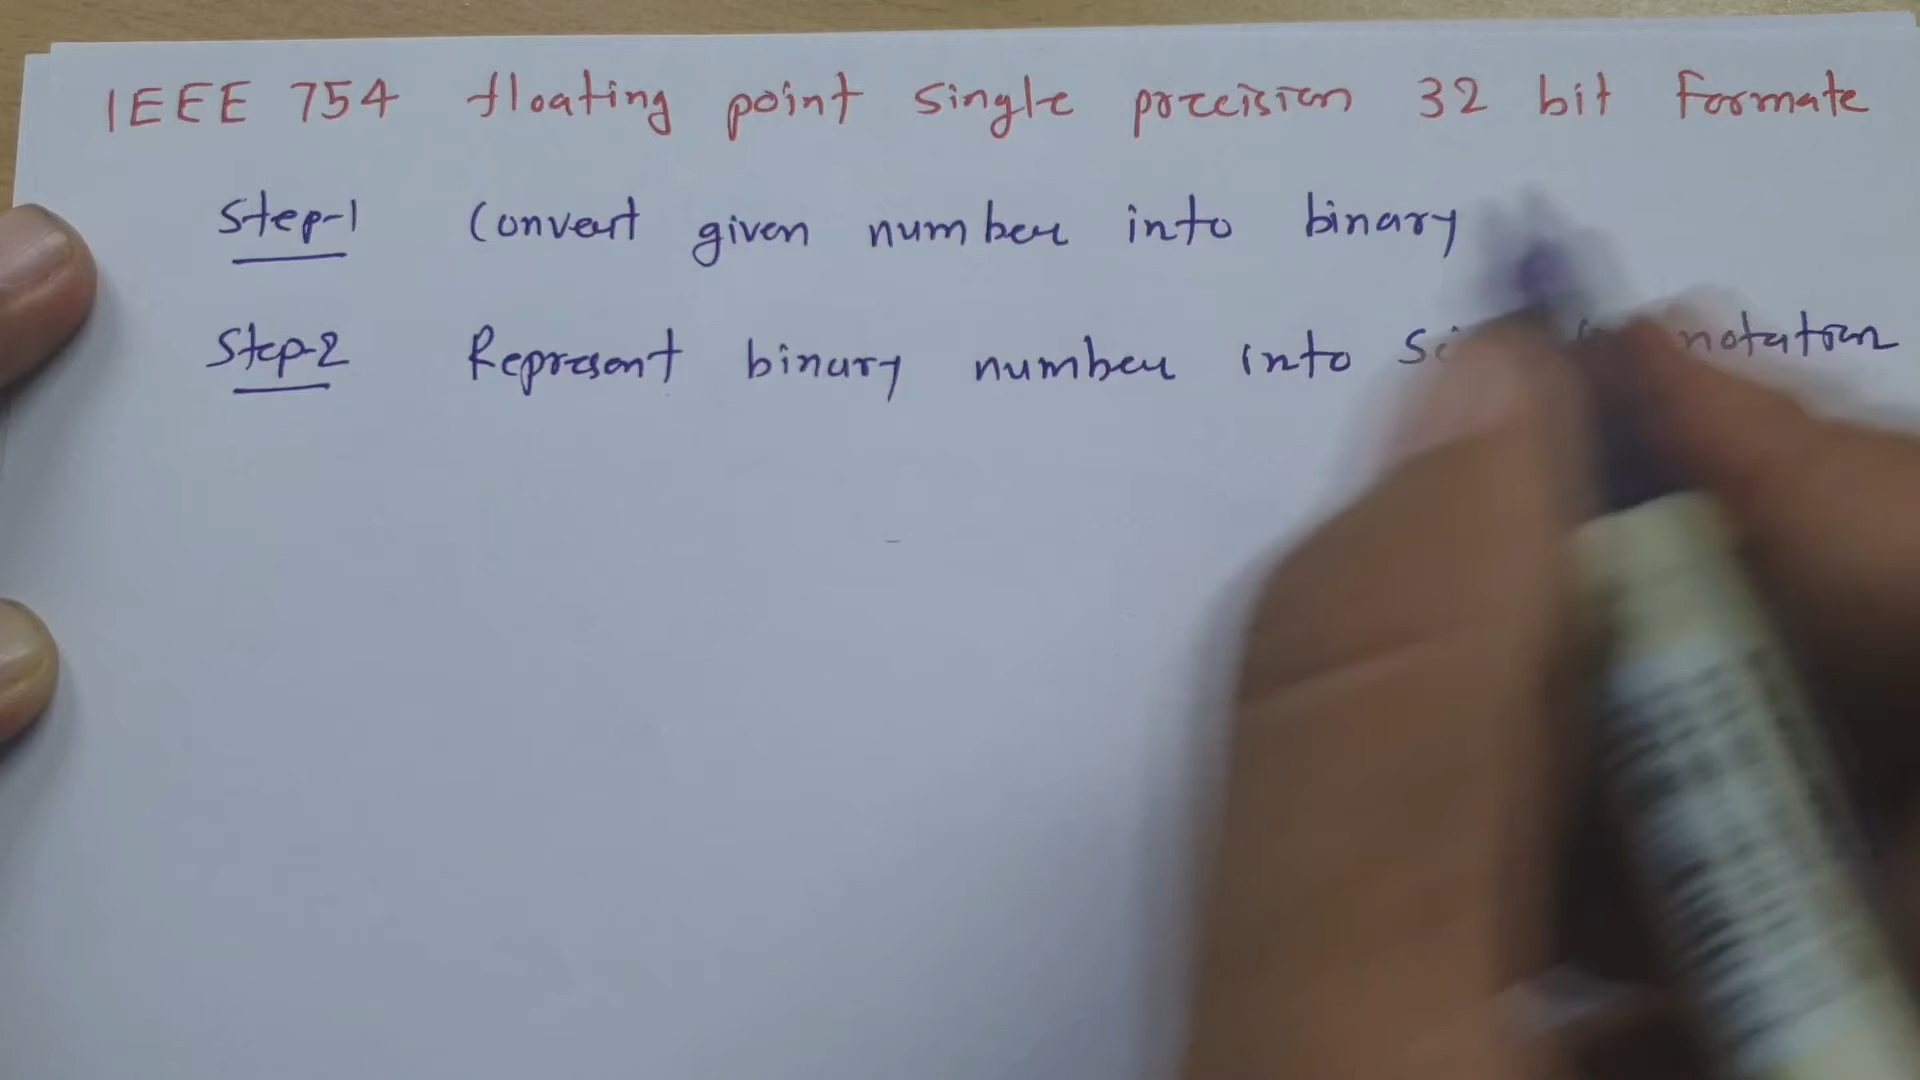 IEEE 754 floating point single precision 32 bit Formate
Step-1 Convert given number into binary
Step-2 Represent binary number into notation